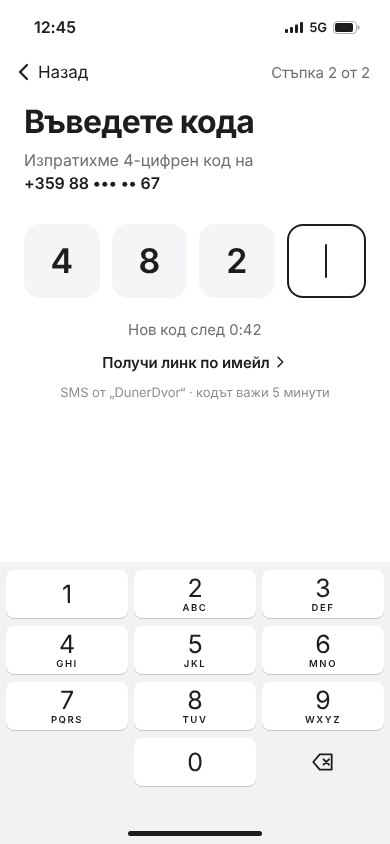 12:45
5G
Назад
Стъпка 2 от 2
Въведете кода
Изпратихме 4-цифрен код на
+359 88 ••• •• 67
4 8 2
Нов код след 0:42
Получи линк по имейл
SMS от „DunerDvor“ · кодът важи 5 минути
1 2 3
ABC DEF
4 5 6
GHI JKL MNO
7 8 9
PQRS TUV WXYZ
0